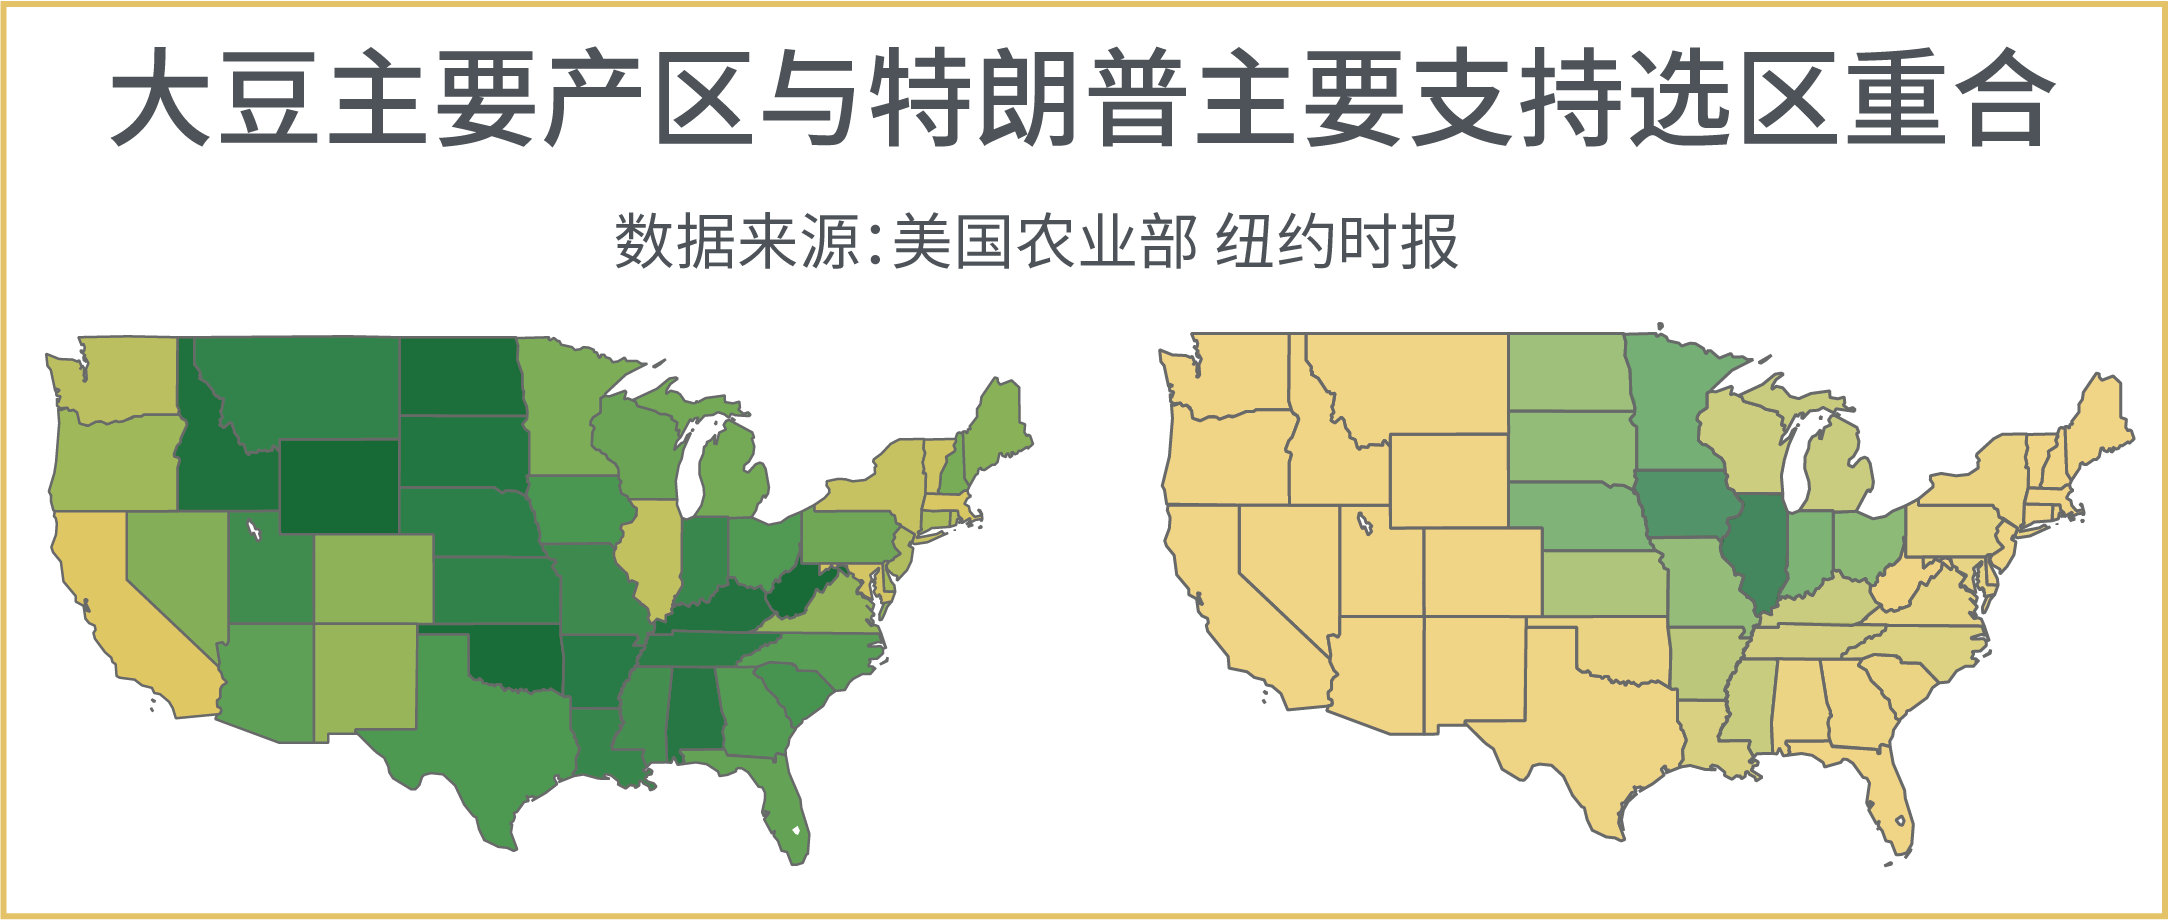 大豆主要产区与特朗普主要支持选区重合
数据来源：美国农业部 纽约时报